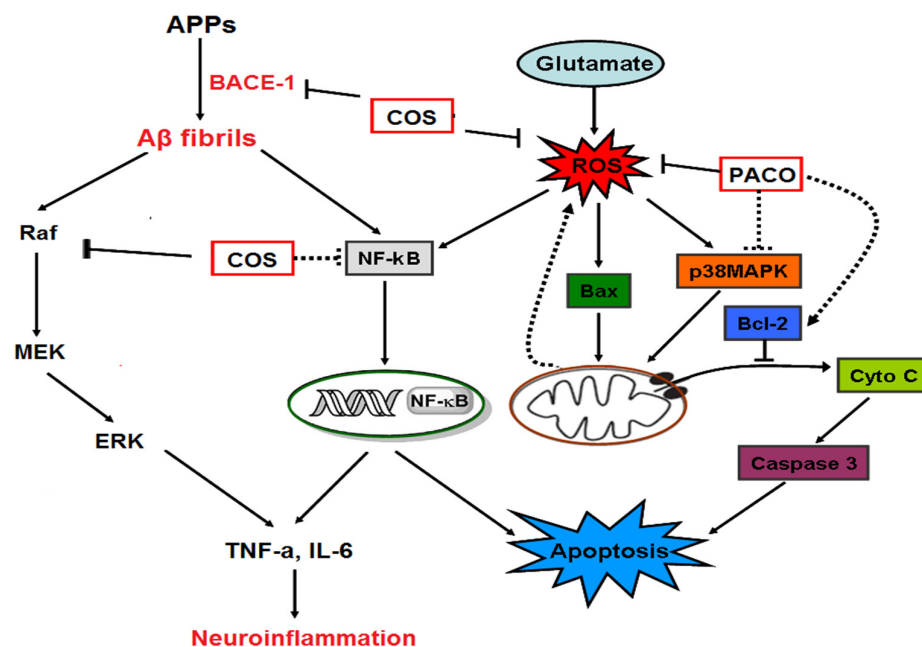 APPs
BACE-1
Glutamate
COS
Aβ fibrils
ROS
PACO
Raf
COS
NF-kB
p38MAPK
Bax
Bcl-2
MEK
NF-κB
Cyto C
ERK
Caspase 3
TNF-a, IL-6
Apoptosis
Neuroinflammation